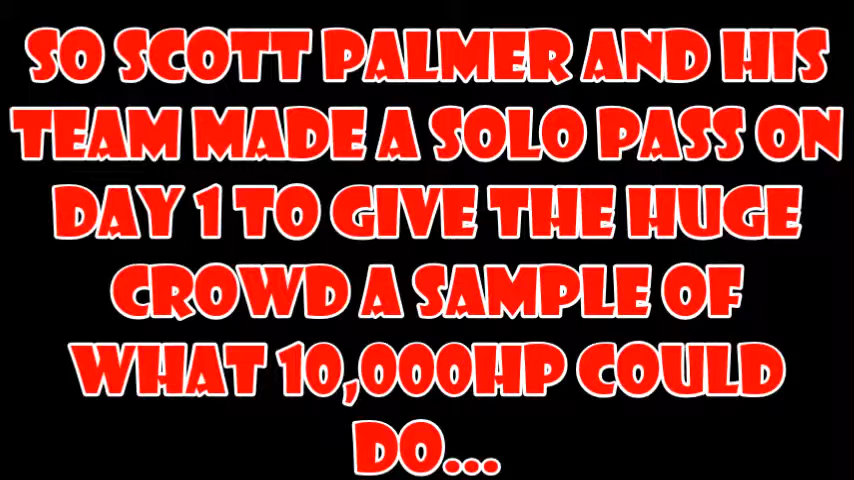 SO SCOTT PALMER AND HIS
TEAM MADE A SOLO PASS ON
DAY 1 TO GIVE THE HUGE
CROWD A SAMPLE OF
WHAT 10,000HP COULD
DO...